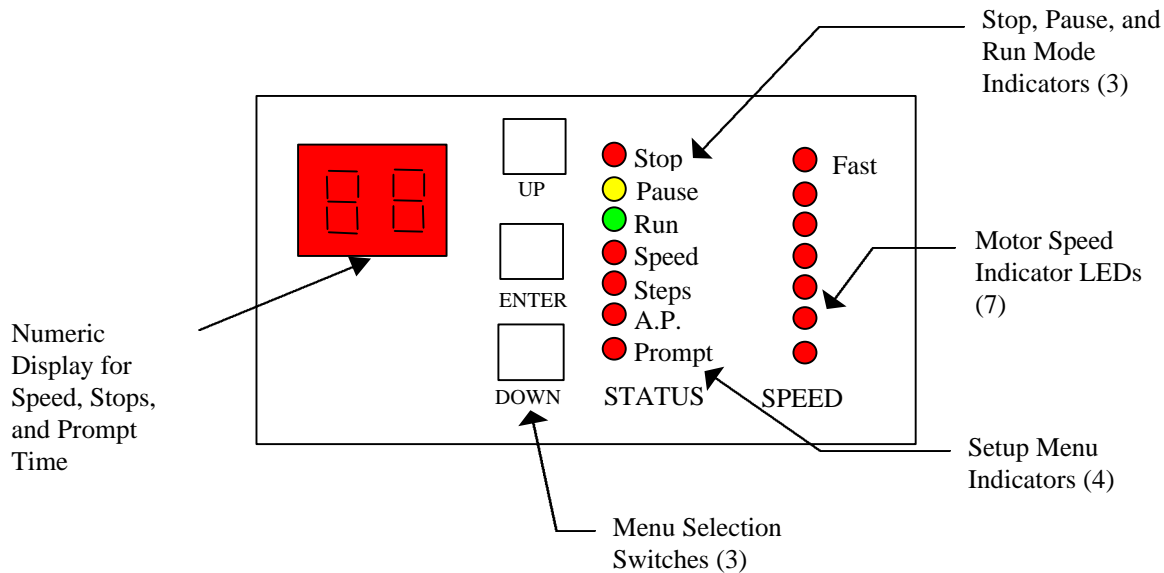 Stop, Pause, and
Run Mode
Indicators (3)
Stop
Pause
Run
Speed
Steps
A.P.
Prompt
STATUS
Fast
SPEED
UP
ENTER
DOWN
Motor Speed
Indicator LEDs
(7)
Numeric
Display for
Speed, Stops,
and Prompt
Time
Setup Menu
Indicators (4)
Menu Selection
Switches (3)